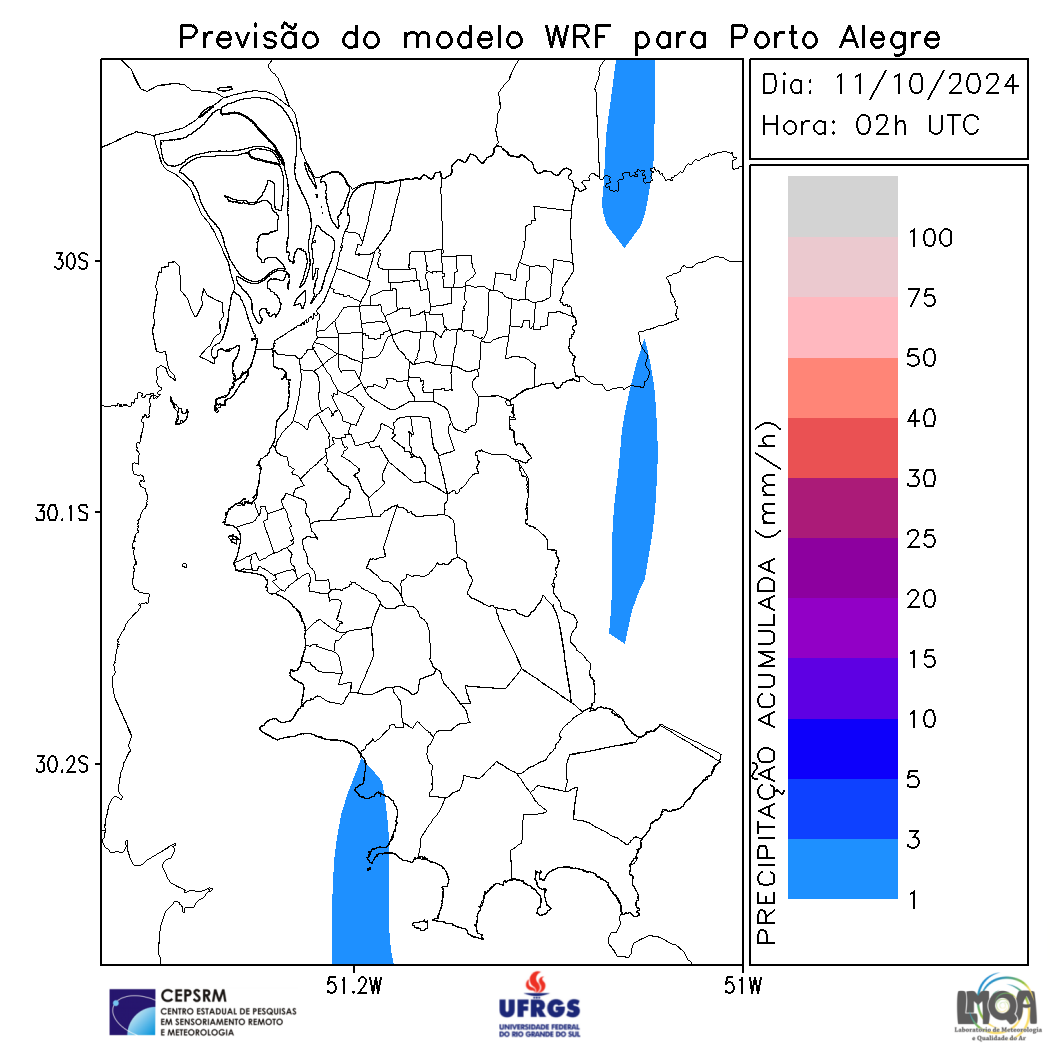 Previsão do modelo WRF para Porto Alegre
Dia: 11/10/2024
Hora: 02h UTC
30S
30.1S
30.2S
51.2W
51W
PRECIPITAÇÃO ACUMULADA (mm/h)
100
75
50
40
30
25
20
15
10
5
3
1
CEPSRM
CENTRO ESTADUAL DE PESQUISAS
EM SENSORIAMENTO REMOTO
E METEOROLOGIA
UFRGS
UNIVERSIDADE FEDERAL
DO RIO GRANDE DO SUL
LMQA
Laboratório de Meteorologia
e Qualidade do Ar